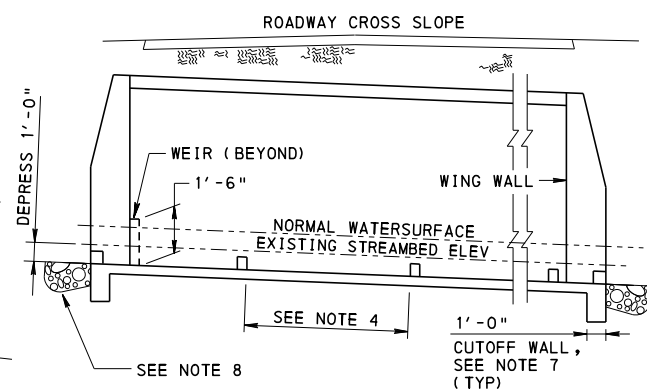 ROADWAY CROSS SLOPE
DEPRESS 1'-0"
WEIR (BEYOND)
1'-6"
WING WALL
NORMAL WATERSURFACE
EXISTING STREAMBED ELEV
SEE NOTE 4
1'-0"
CUTOFF WALL,
SEE NOTE 7
(TYP)
SEE NOTE 8